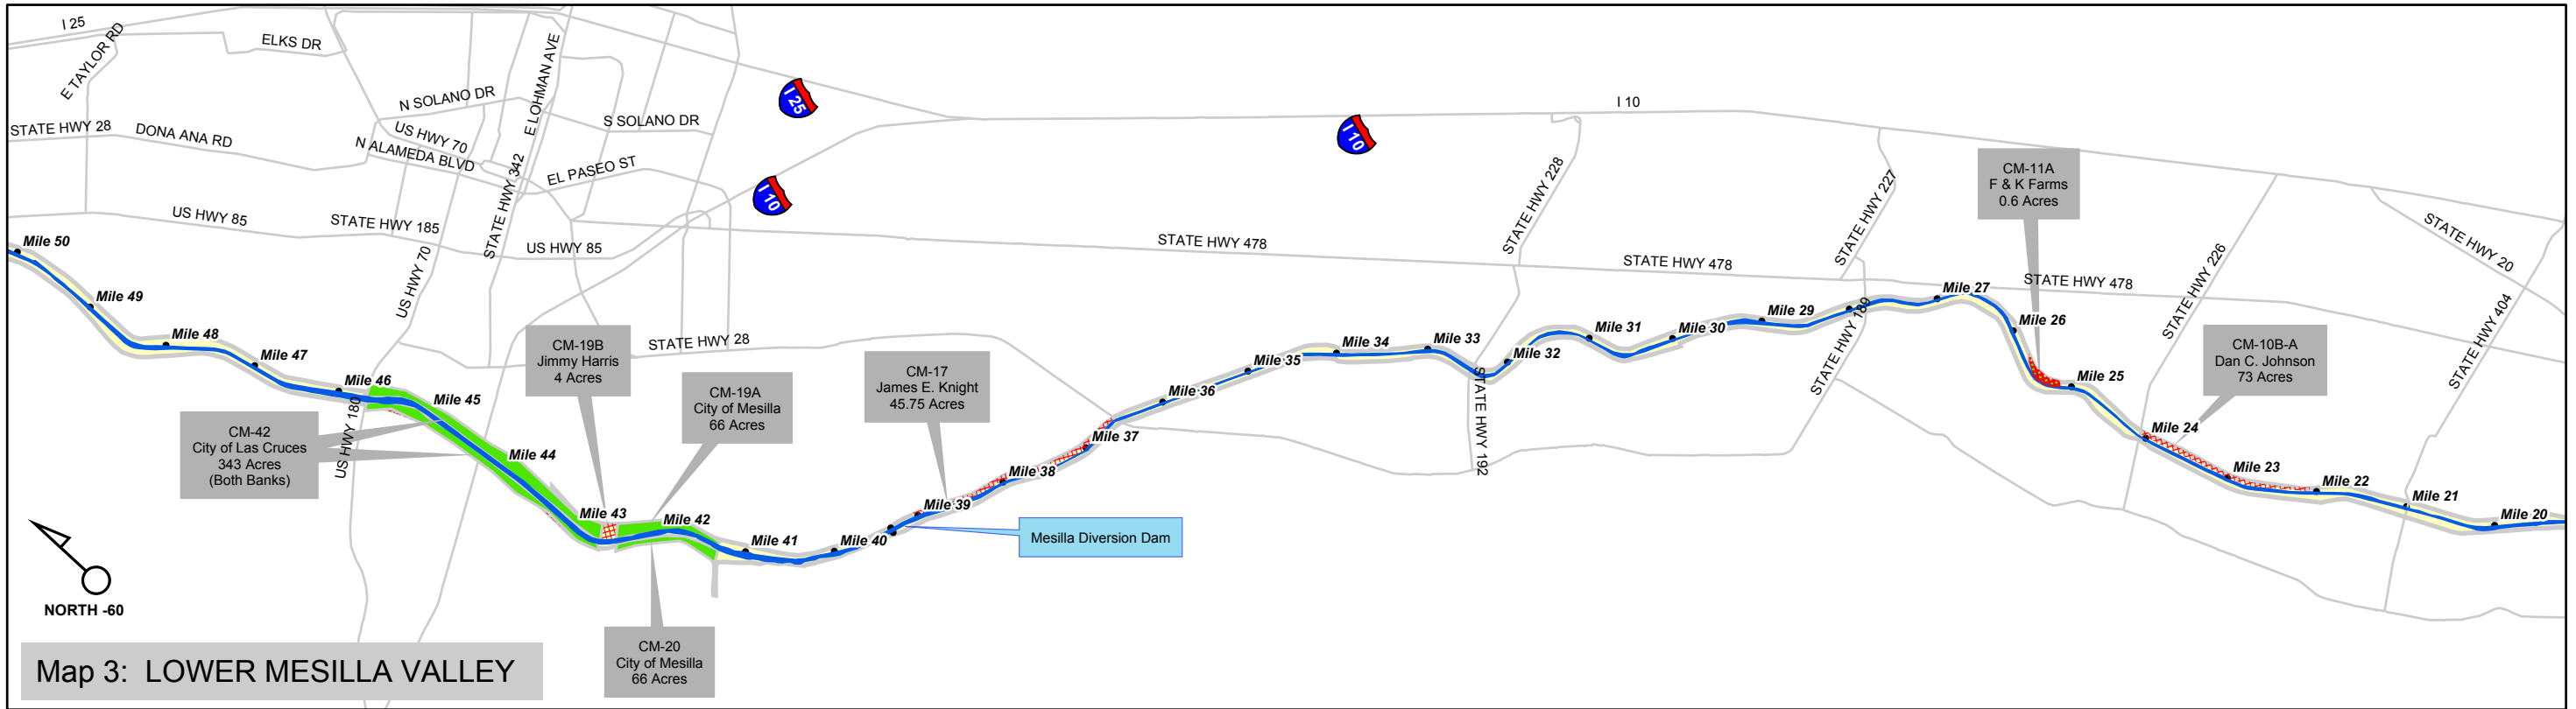 I 25
E TAYLOR RD
ELKS DR
N SOLANO DR
E LOHMAN AVE
STATE HWY 28
DONA ANA RD
US HWY 70
N ALAMEDA BLVD
S SOLANO DR
STATE HWY 342
EL PASEO ST
I 25
I 10
I 10
I 10
US HWY 85
STATE HWY 185
US HWY 85
STATE HWY 478
STATE HWY 228
STATE HWY 478
STATE HWY 227
CM-11A
F & K Farms
0.6 Acres
STATE HWY 478
STATE HWY 226
STATE HWY 20
STATE HWY 404
US HWY 70
STATE HWY 28
Mile 50
Mile 49
Mile 48
Mile 47
Mile 46
Mile 45
Mile 44
Mile 43
Mile 42
Mile 41
Mile 40
Mile 39
Mile 38
Mile 37
Mile 36
Mile 35
Mile 34
Mile 33
Mile 32
Mile 31
Mile 30
Mile 29
Mile 27
Mile 26
Mile 25
Mile 24
Mile 23
Mile 22
Mile 21
Mile 20
STATE HWY 192
STATE HWY 189
STATE HWY 189
US HWY 180
CM-42
City of Las Cruces
343 Acres
(Both Banks)
CM-19B
Jimmy Harris
4 Acres
CM-19A
City of Mesilla
66 Acres
CM-17
James E. Knight
45.75 Acres
CM-10B-A
Dan C. Johnson
73 Acres
Mesilla Diversion Dam
CM-20
City of Mesilla
66 Acres
NORTH -60
Map 3: LOWER MESILLA VALLEY